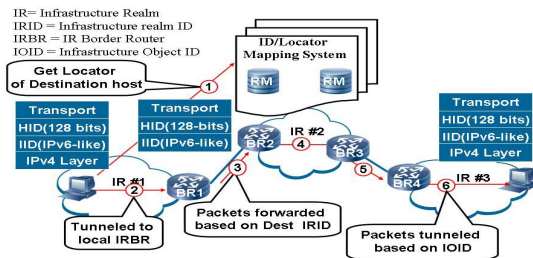 IR= Infrastructure Realm
IRID = Infrastructure realm ID
IRBR = IR Border Router
IOID = Infrastructure Object ID
ID/Locator
Mapping System
RM
RM
Get Locator
of Destination host
1
Transport
HID(128 bits)
IID(IPv6-like)
IPv4 Layer
Transport
HID(128-bits)
IID(IPv6-like)
Transport
HID(128 bits)
IID(IPv6-like)
IPv4 Layer
IR #1
2
BR1
3
BR2
IR #2
4
BR3
5
BR4
6
IR #3
Tunneled to
local IRBR
Packets forwarded
based on Dest IRID
Packets tunneled
based on IOID